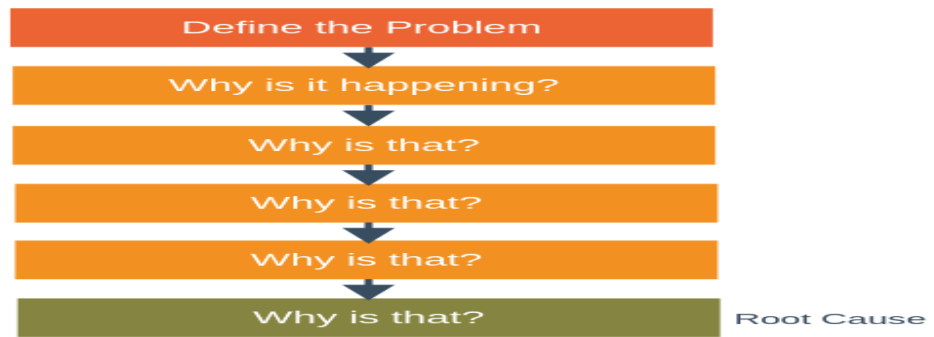 Define the Problem
Why is it happening?
Why is that?
Why is that?
Why is that?
Why is that?
Root Cause